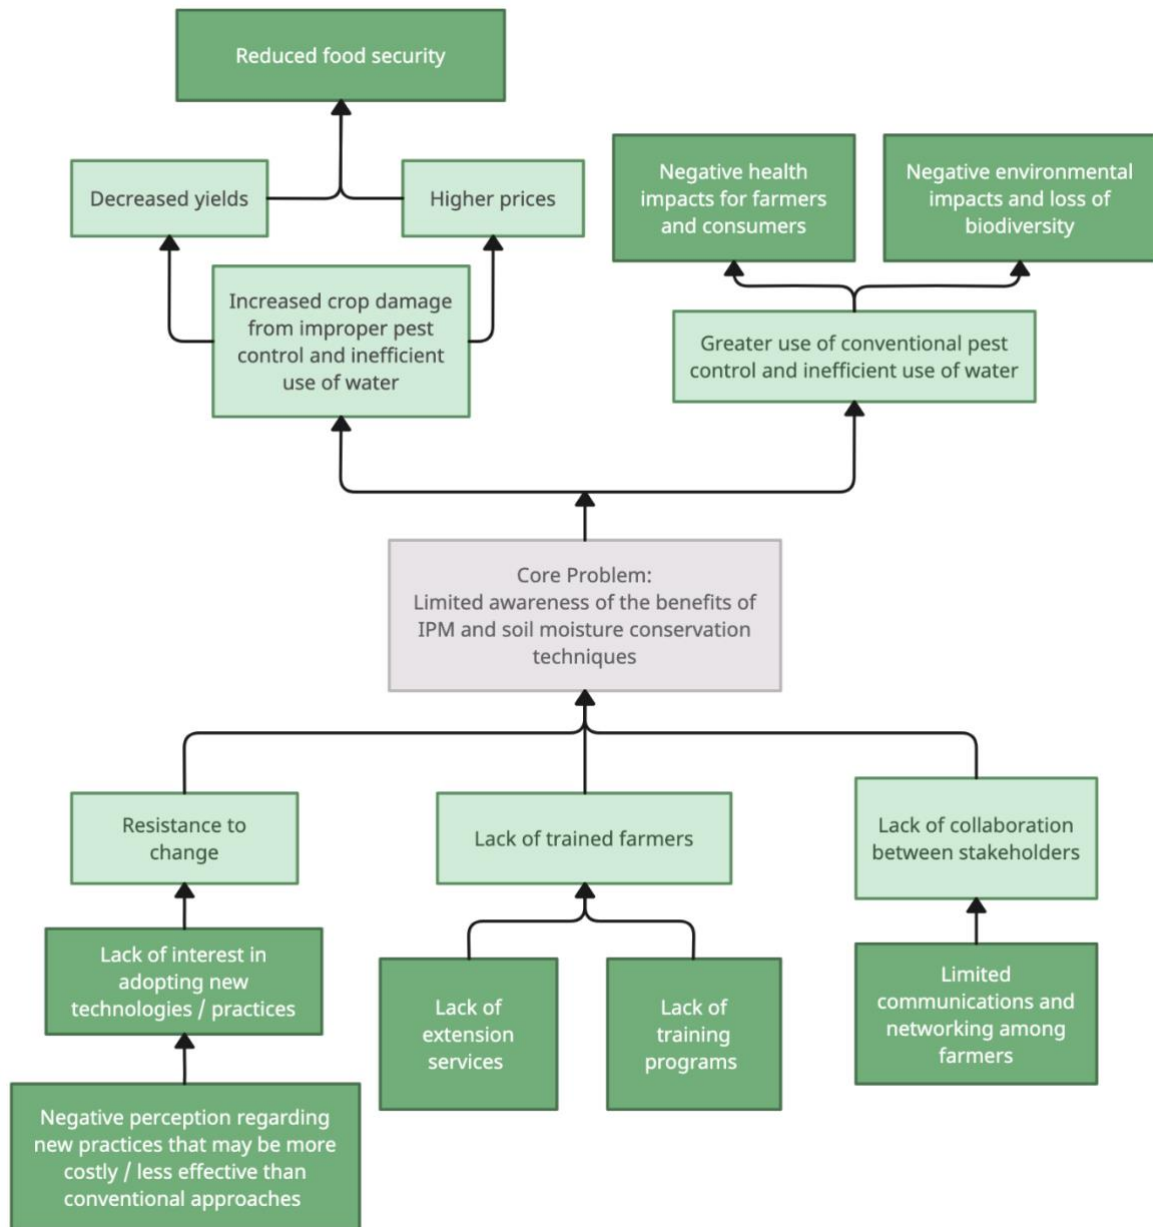 Reduced food security
Decreased yields
Higher prices
Negative health
impacts for farmers
and consumers
Negative environmental
impacts and loss of
biodiversity
Increased crop damage
from improper pest
control and inefficient
use of water
Greater use of conventional pest
control and inefficient use of water
Core Problem:
Limited awareness of the benefits of
IPM and soil moisture conservation
techniques
Resistance to
change
Lack of trained farmers
Lack of collaboration
between stakeholders
Lack of interest in
adopting new
technologies / practices
Lack of
extension
services
Lack of
training
programs
Limited
communications and
networking among
farmers
Negative perception regarding
new practices that may be more
costly / less effective than
conventional approaches